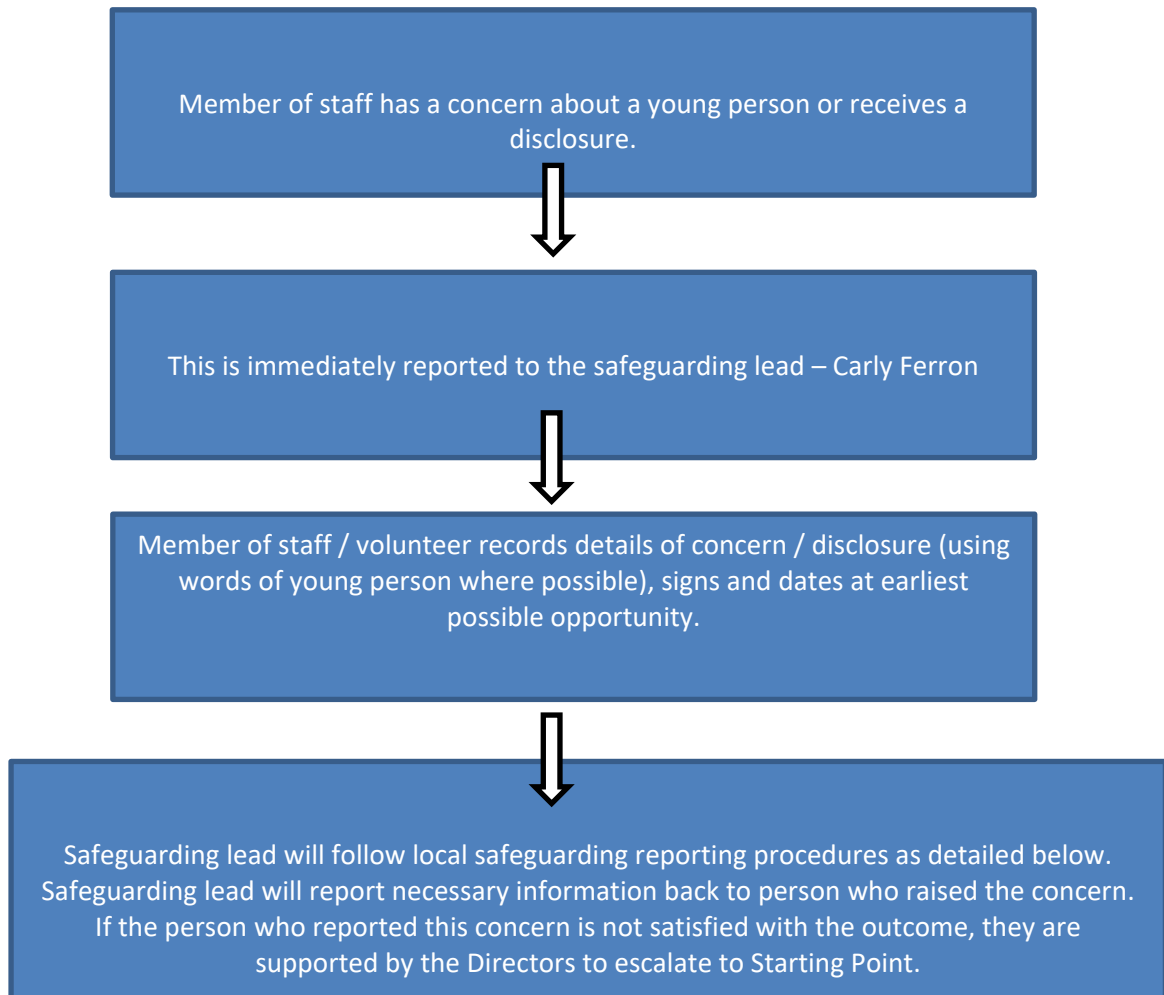 Member of staff has a concern about a young person or receives a
disclosure.
This is immediately reported to the safeguarding lead – Carly Ferron
Member of staff / volunteer records details of concern / disclosure (using
words of young person where possible), signs and dates at earliest
possible opportunity.
Safeguarding lead will follow local safeguarding reporting procedures as detailed below.
Safeguarding lead will report necessary information back to person who raised the concern.
If the person who reported this concern is not satisfied with the outcome, they are
supported by the Directors to escalate to Starting Point.